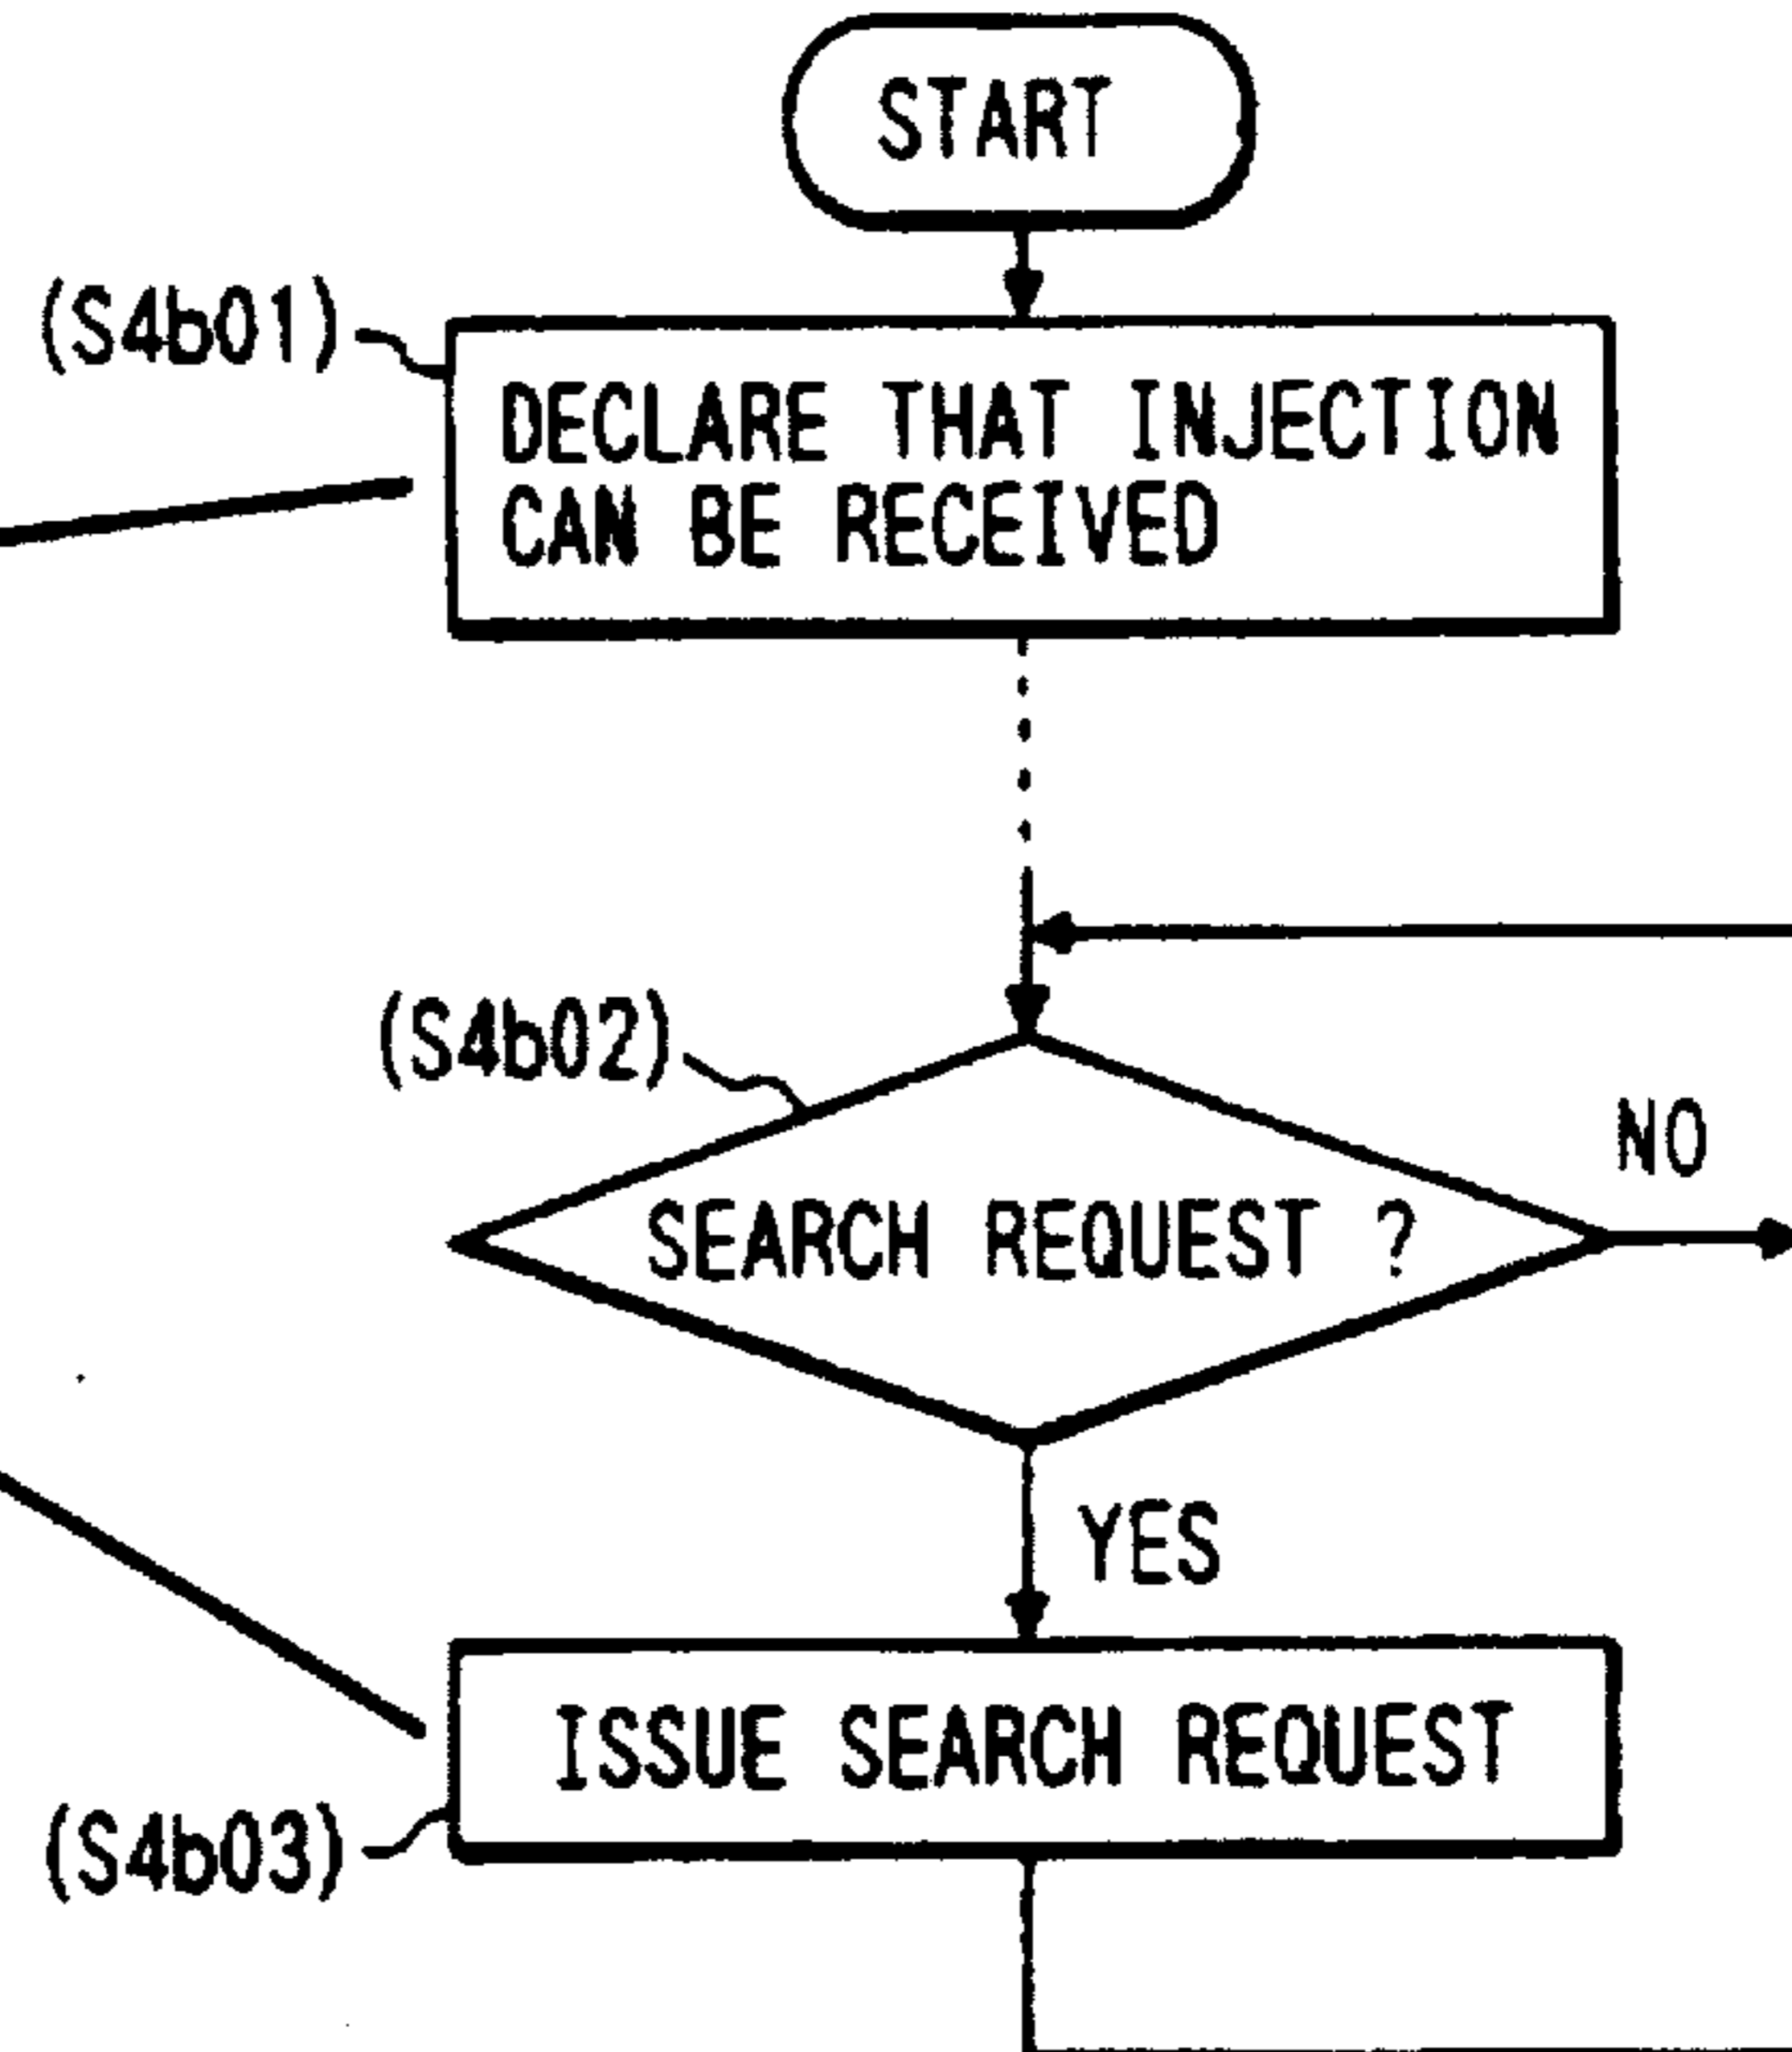 START
(S4b01)
DECLARE THAT INJECTION
CAN BE RECEIVED
(S4b02)
NO
SEARCH REQUEST ?
YES
ISSUE SEARCH REQUEST
(S4b03)